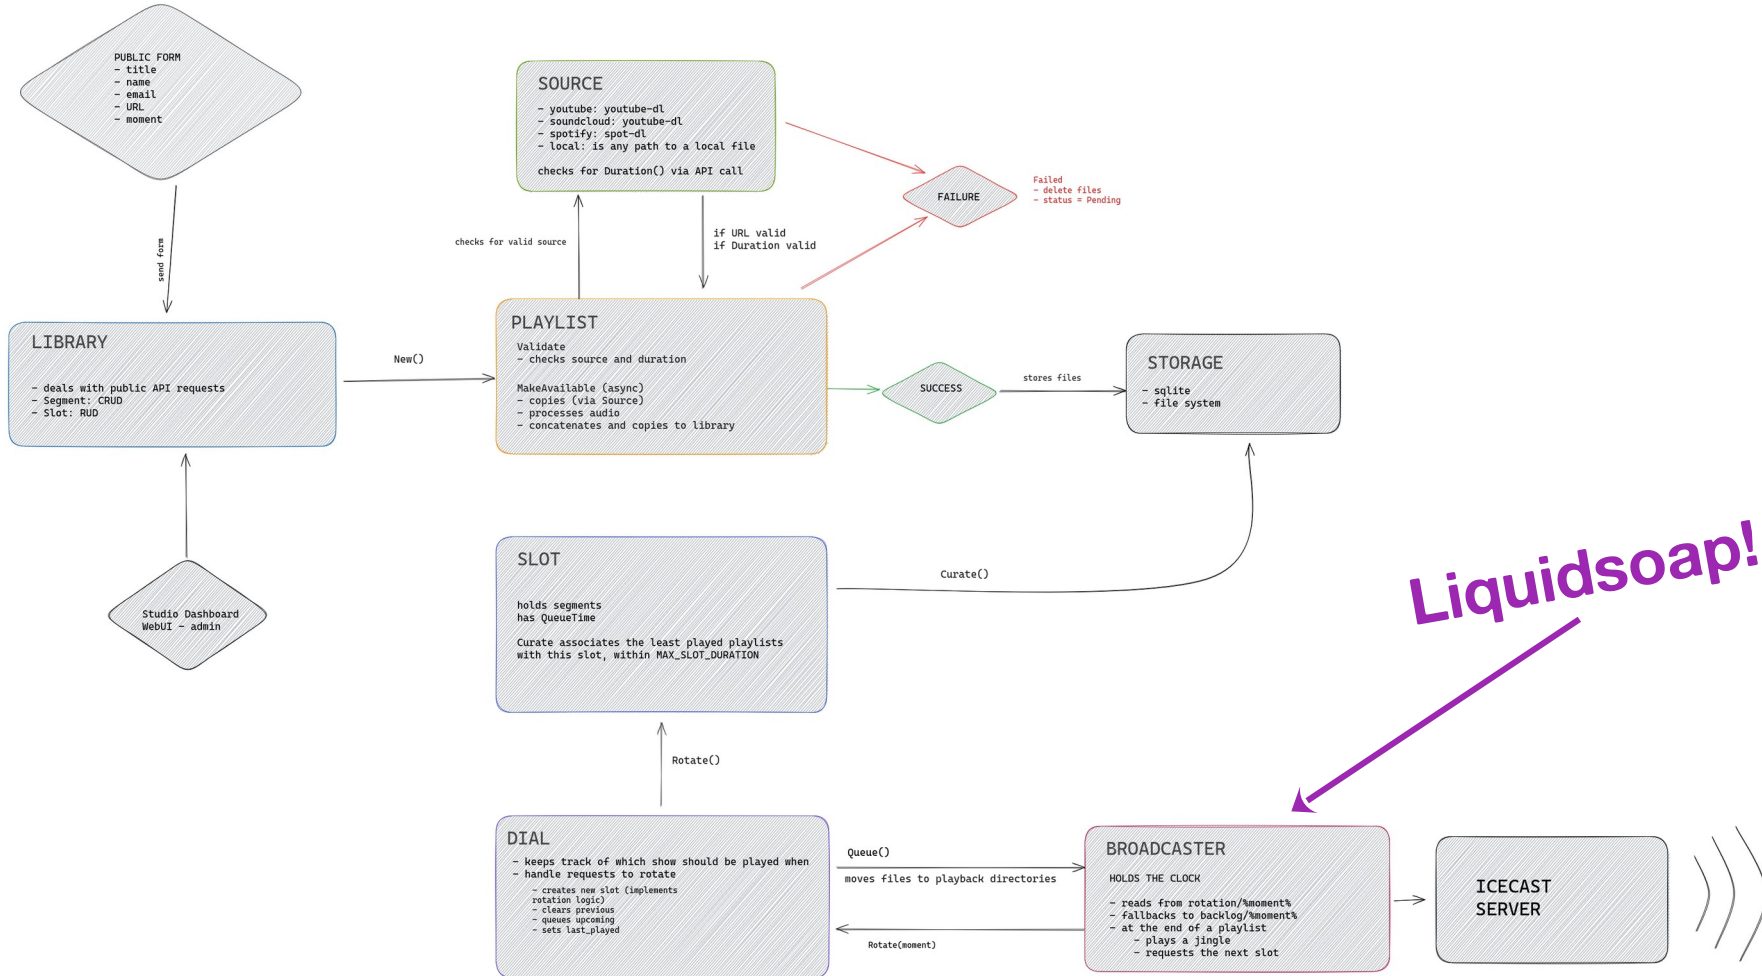 PUBLIC FORM
- title
- name
- email
- URL
- moment
send form
LIBRARY
- deals with public API requests
- Segment: CRUD
- Slot: RUD
Studio Dashboard
WebUI - admin
New()
SOURCE
- youtube: youtube-dl
- soundcloud: youtube-dl
- spotify: spot-dl
- local: is any path to a local file
checks for Duration() via API call
checks for valid source
if URL valid
if Duration valid
FAILURE
Failed
- delete files
- status = Pending
PLAYLIST
Validate
- checks source and duration
MakeAvailable (async)
- copies (via Source)
- processes audio
- concatenates and copies to library
SUCCESS
stores files
STORAGE
- sqlite
- file system
SLOT
holds segments
has QueueTime
Curate associates the least played playlists
with this slot, within MAX_SLOT_DURATION
Curate()
Liquidsoap!
Rotate()
DIAL
- keeps track of which show should be played when
- handle requests to rotate
- creates new slot (implements
rotation logic)
- clears previous
- queues upcoming
- sets last_played
Queue()
moves files to playback directories
Rotate(moment)
BROADCASTER
HOLDS THE CLOCK
- reads from rotation/%moment%
- fallbacks to backlog/%moment%
- at the end of a playlist
- plays a jingle
- requests the next slot
ICECAST
SERVER